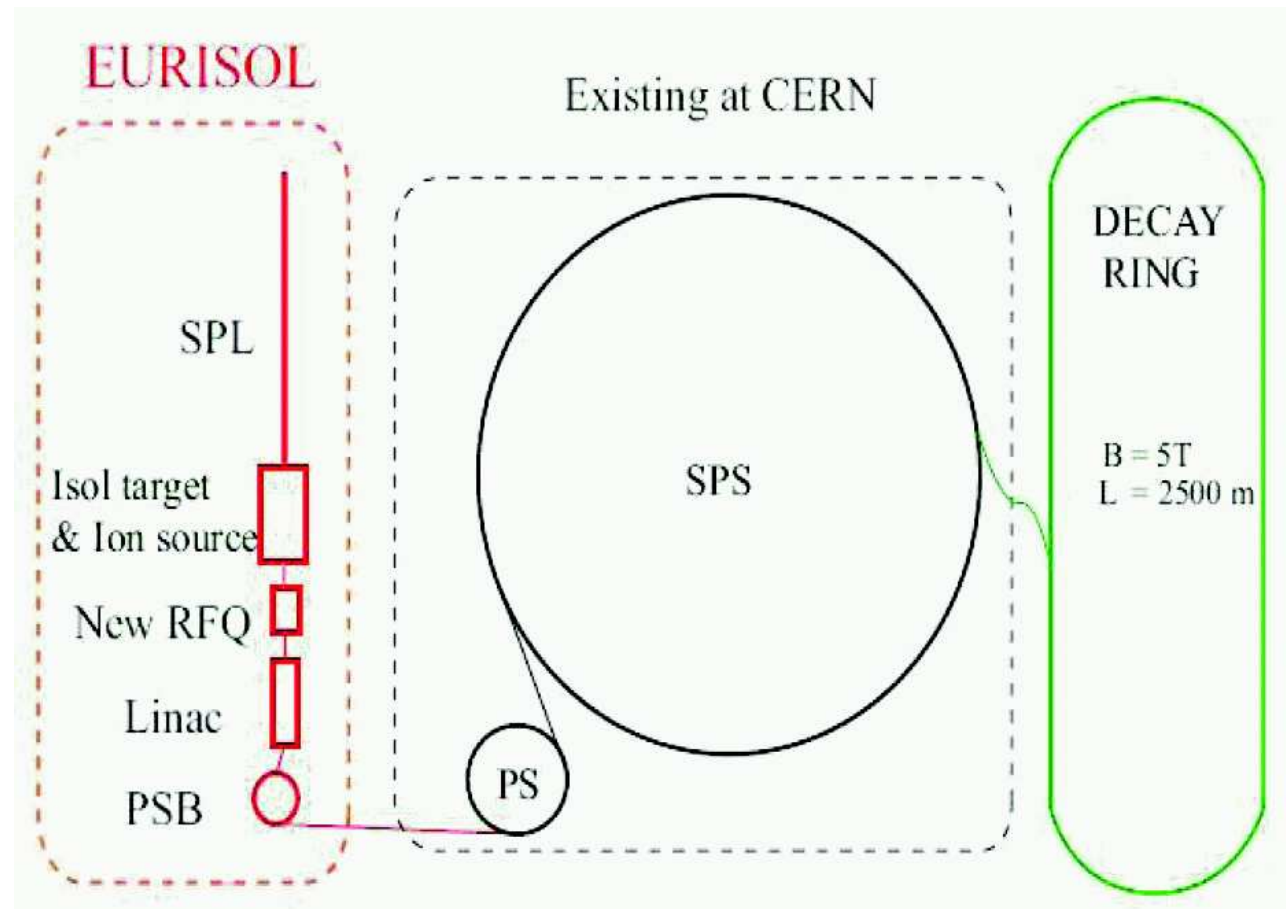 EURISOL
SPL
Isol target
& Ion source
New RFQ
Linac
PSB
Existing at CERN
SPS
PS
DECAY
RING
B = 5T
L = 2500 m